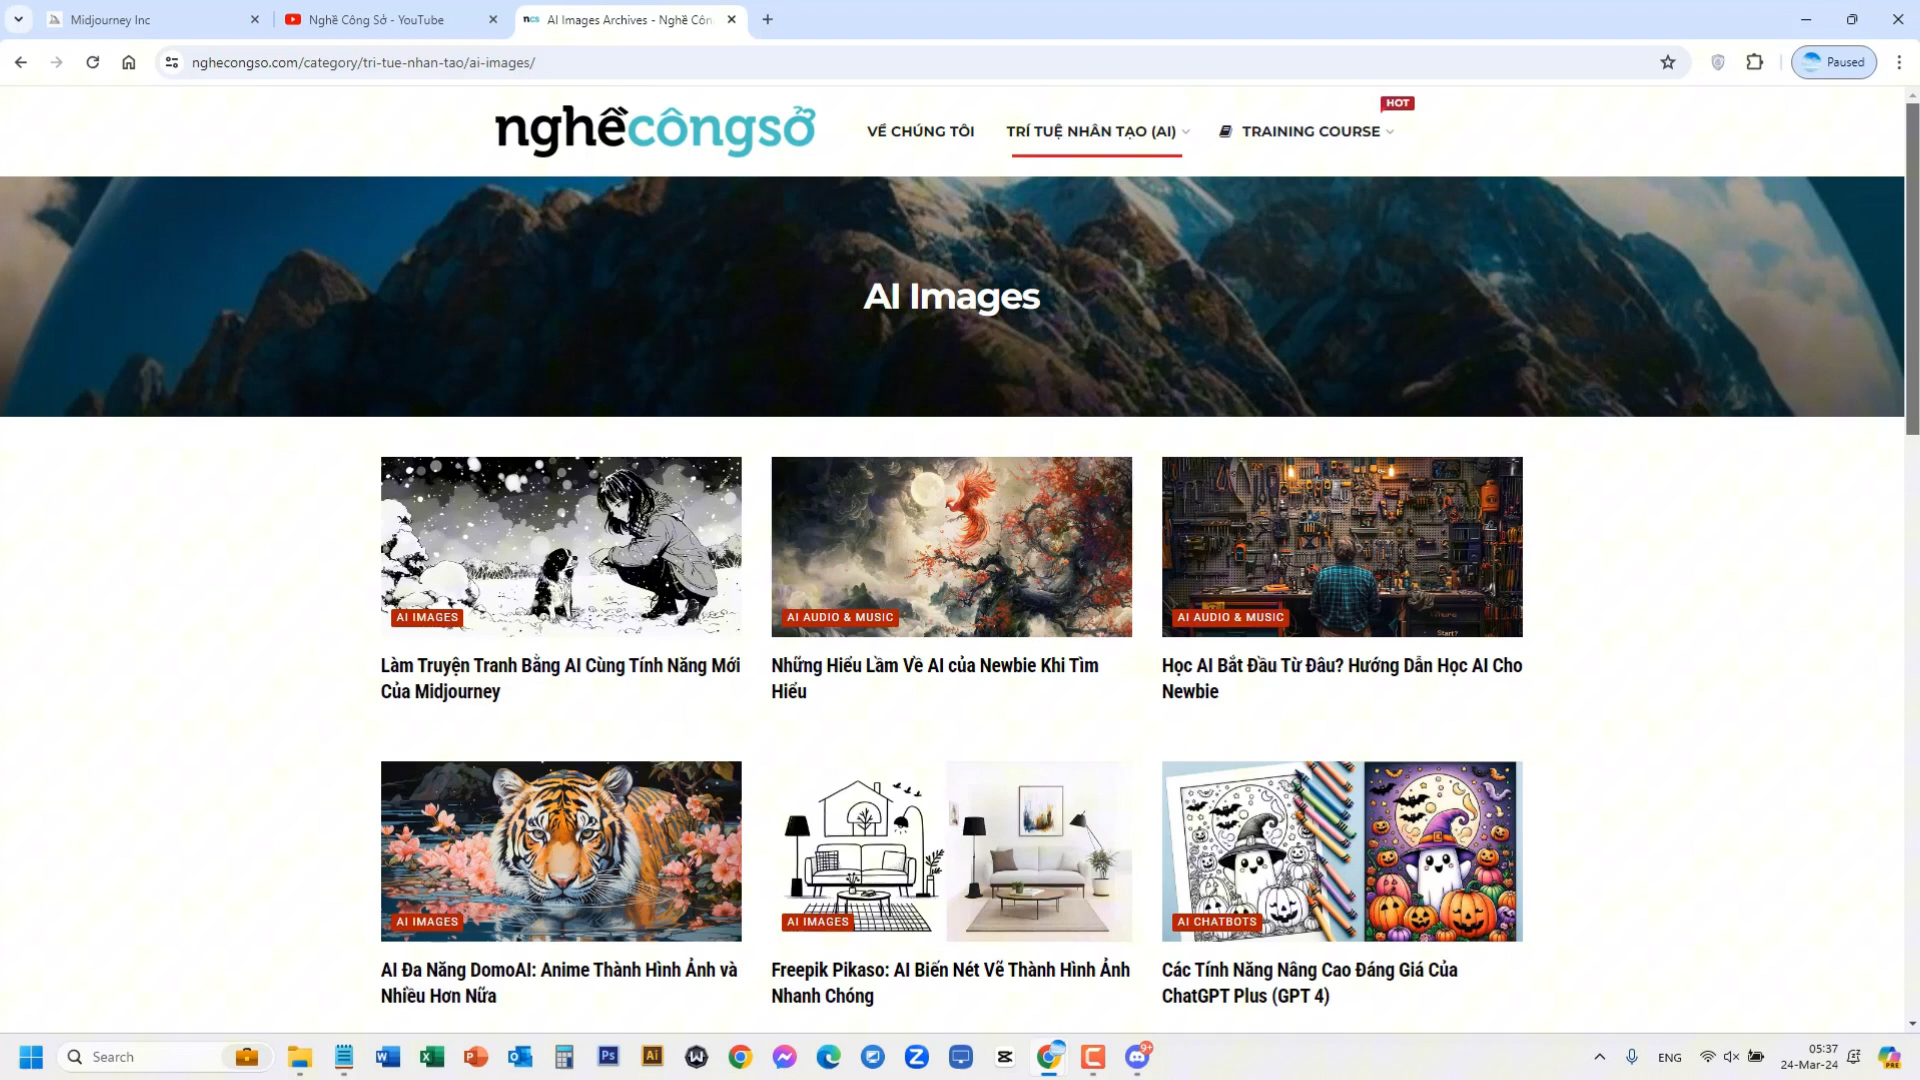 Midjourney Inc
Nghề Công Sở - YouTube
ncs AI Images Archives - Nghề Côn
nghecongso.com/category/tri-tue-nhan-tao/ai-images/
Paused
nghềcôngsở
VỀ CHÚNG TÔI
TRÍ TUỆ NHÂN TẠO (AI)
TRAINING COURSE
HOT
AI Images
AI IMAGES
Làm Truyện Tranh Bằng AI Cùng Tính Năng Mới
Của Midjourney
AI AUDIO & MUSIC
Những Hiểu Lầm Về AI của Newbie Khi Tìm
Hiểu
Start?
AI AUDIO & MUSIC
Học AI Bắt Đầu Từ Đâu? Hướng Dẫn Học AI Cho
Newbie
AI IMAGES
AI Đa Năng DomoAI: Anime Thành Hình Ảnh và
Nhiều Hơn Nữa
AI IMAGES
Freepik Pikaso: AI Biến Nét Vẽ Thành Hình Ảnh
Nhanh Chóng
AI CHATBOTS
Các Tính Năng Nâng Cao Đáng Giá Của
ChatGPT Plus (GPT 4)
Search
Ps
Ai
9+
ENG
05:37
24-Mar-24
PRE